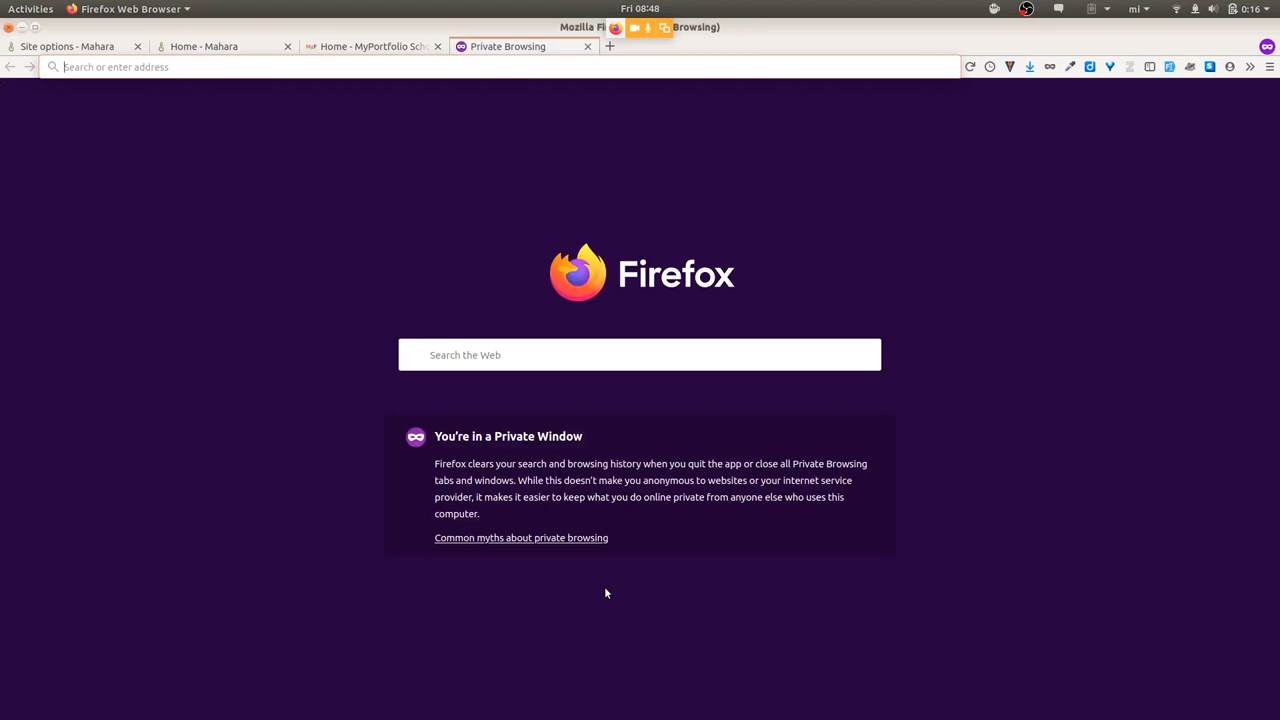 Activities Firefox Web Browser Fri 08:48 mi 0:16
Mozilla Fi Browsing)
Site options - Mahara Home - Mahara Home - MyPortfolio Scho Private Browsing
Search or enter address
Firefox
Search the Web
You're in a Private Window
Firefox clears your search and browsing history when you quit the app or close all Private Browsing
tabs and windows. While this doesn't make you anonymous to websites or your internet service
provider, it makes it easier to keep what you do online private from anyone else who uses this
computer.
Common myths about private browsing